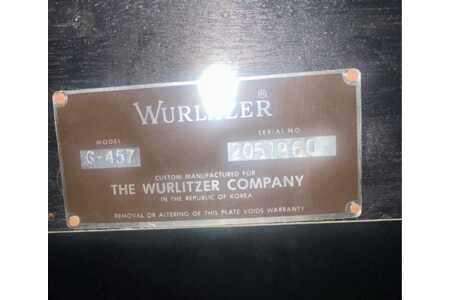 WURLITZER®
MODEL
G-457
SERIAL NO.
2051960
CUSTOM MANUFACTURED FOR
THE WURLITZER COMPANY
IN THE REPUBLIC OF KOREA
REMOVAL OR ALTERING OF THIS PLATE VOIDS WARRANTY